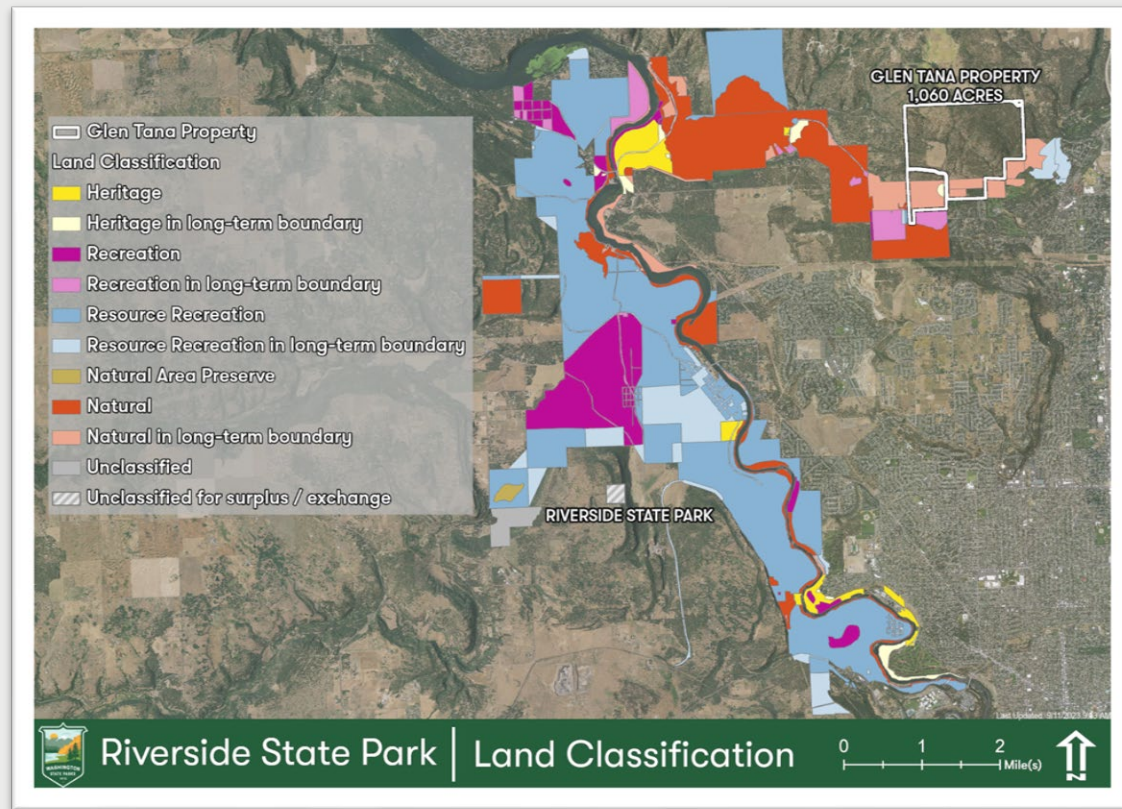 GLEN TANA PROPERTY
1,060 ACRES
Glen Tana Property
Land Classification
Heritage
Heritage in long-term boundary
Recreation
Recreation in long-term boundary
Resource Recreation
Resource Recreation in long-term boundary
Natural Area Preserve
Natural
Natural in long-term boundary
Unclassified
Unclassified for surplus / exchange
RIVERSIDE STATE PARK
WASHINGTON
STATE PARKS
Riverside State Park | Land Classification
0 1 2
Mile(s)
N